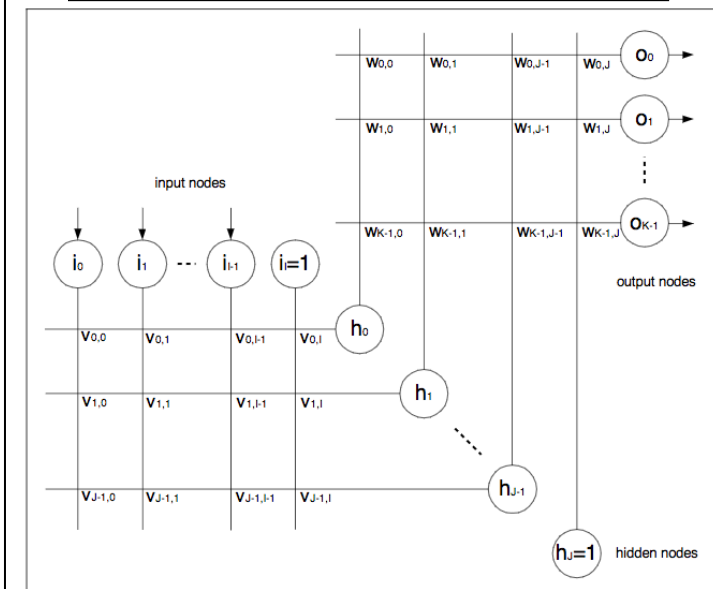 W0,0 W0,1 W0,J-1 W0,J O0
W1,0 W1,1 W1,J-1 W1,J O1
input nodes
WK-1,0 WK-1,1 WK-1,J-1 WK-1,J OK-1
i0 i1 iI-1 iI=1
output nodes
h0
V0,0 V0,1 V0,I-1 V0,I
h1
V1,0 V1,1 V1,I-1 V1,I
hJ-1
VJ-1,0 VJ-1,1 VJ-1,I-1 VJ-1,I
hJ=1 hidden nodes